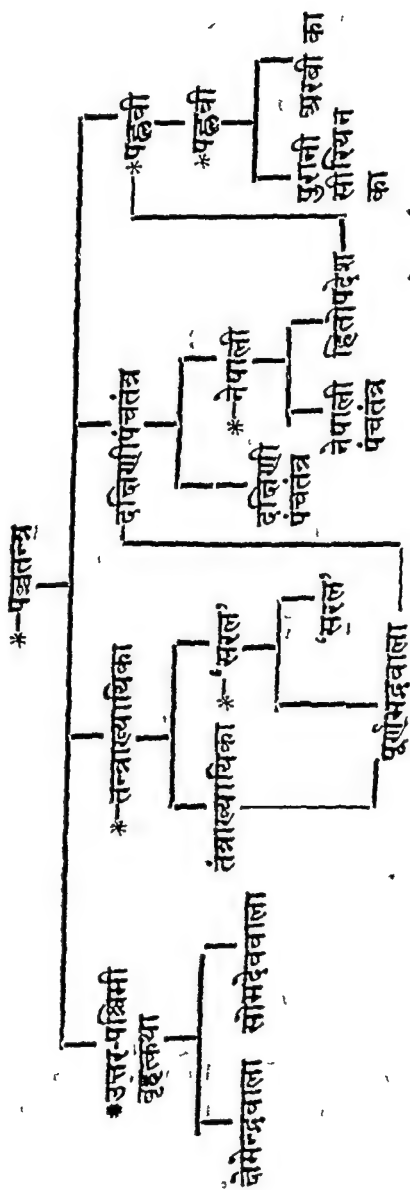 *—पञ्चतन्त्र
*उत्तर-पश्चिमी
बृहत्कथा
*—तन्त्राख्यायिका
दक्षिणीपंचतंत्र
*पह्लवी
क्षेमेन्द्रवाला
सोमदेववाला
तंत्राख्यायिका
*—'सरल'
दक्षिणी
पंचतंत्र
*—नेपाली
*पह्लवी
'सरल'
पूर्णभद्रवाला
नेपाली
पंचतंत्र
हितोपदेश
पुरानी
सीरियन
का
अरबी का